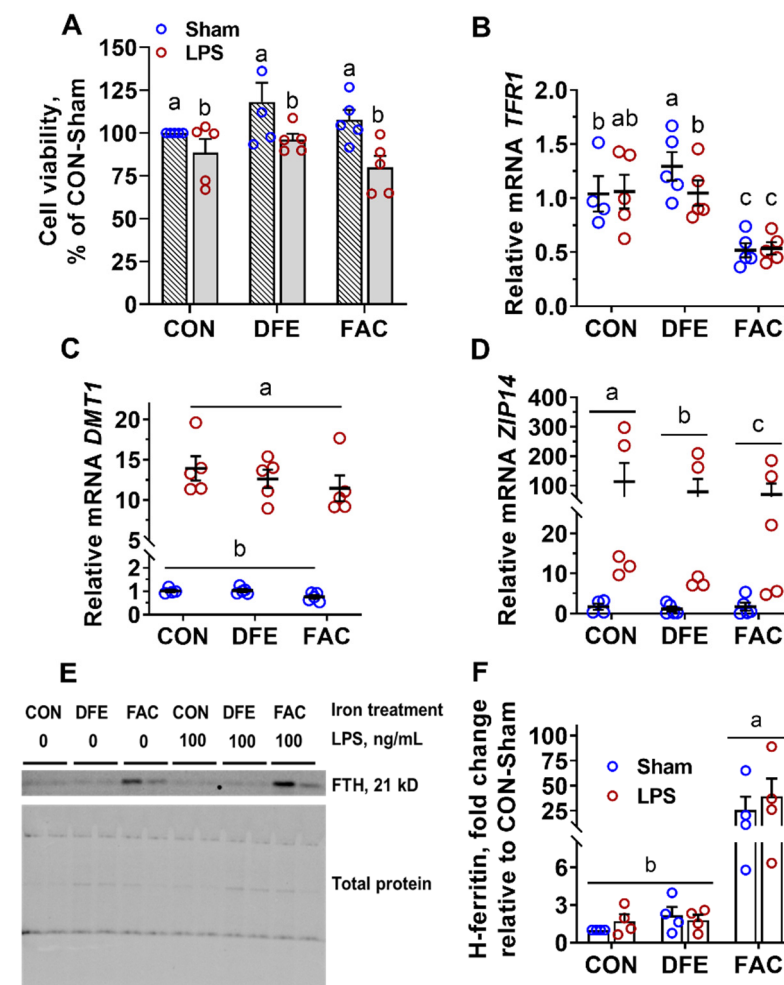 A
Sham
LPS
Cell viability,
% of CON-Sham
150
125
100
75
50
25
0
a
b
a
b
a
b
CON
DFE
FAC
B
Relative mRNA TFR1
2.0
1.5
1.0
0.5
0.0
b
ab
a
b
c
c
CON
DFE
FAC
C
Relative mRNA DMT1
20
15
10
5
2
1
0
a
b
CON
DFE
FAC
D
Relative mRNA ZIP14
400
300
200
100
20
10
0
a
b
c
CON
DFE
FAC
E
CON DFE FAC CON DFE FAC Iron treatment
0 0 0 100 100 100 LPS, ng/mL
FTH, 21 kD
Total protein
F
H-ferritin, fold change
relative to CON-Sham
100
75
50
25
6
3
0
Sham
LPS
b
a
CON
DFE
FAC